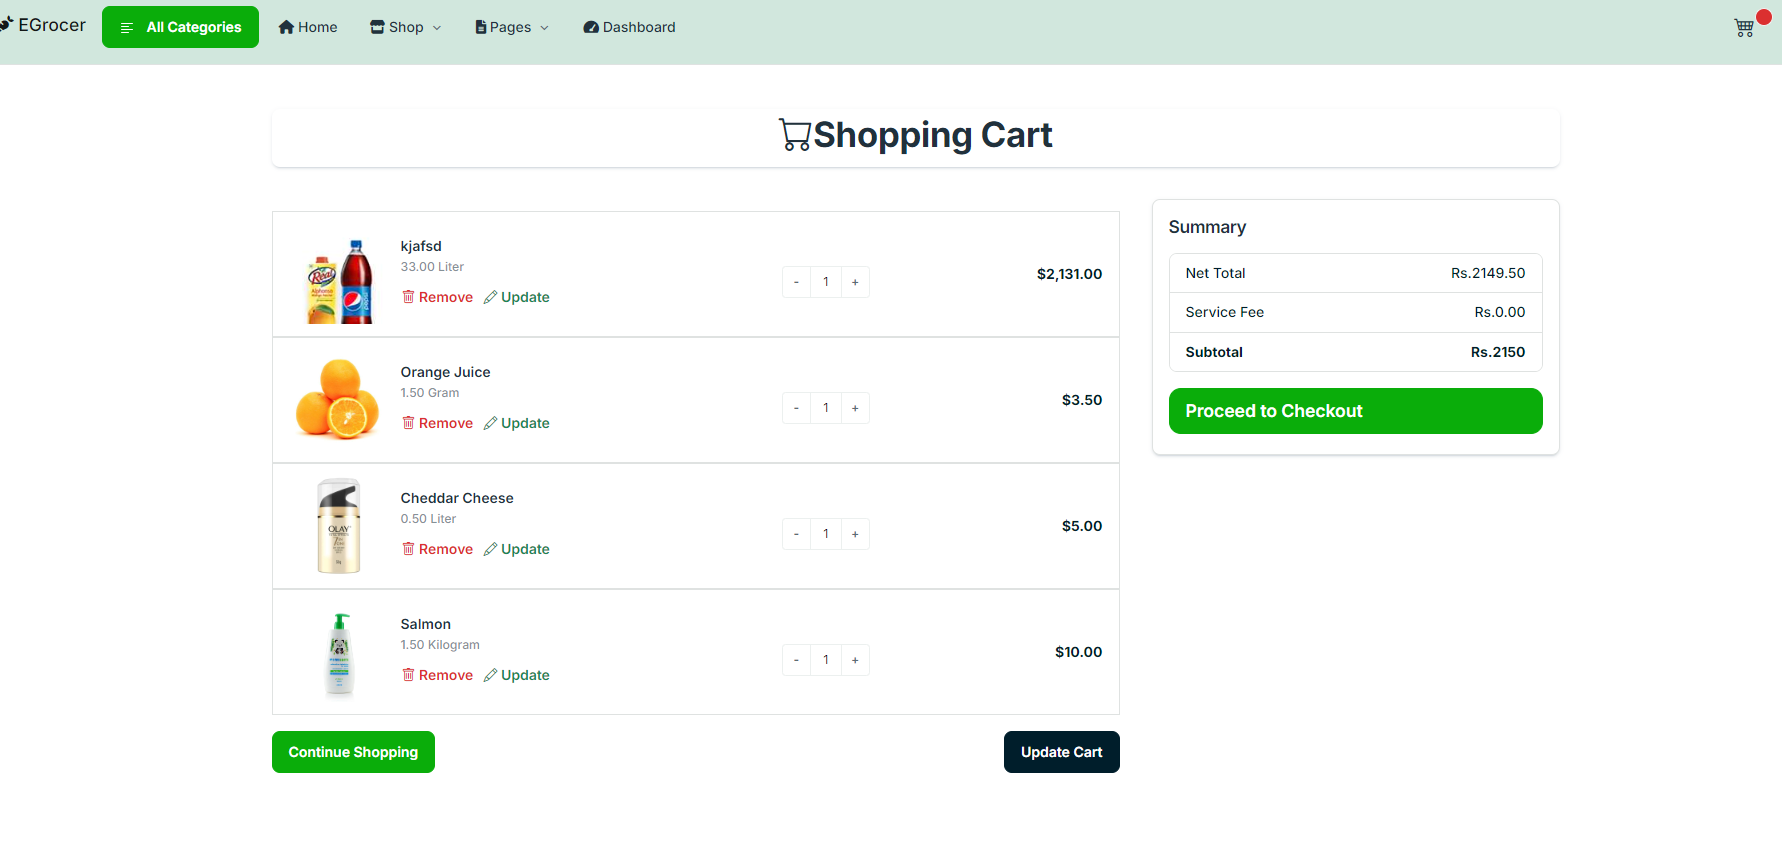 EGrocer
All Categories
Home
Shop
Pages
Dashboard
Shopping Cart
kjafsd
33.00 Liter
Remove
Update
- 1 +
$2,131.00
Real
Orange Juice
1.50 Gram
Remove
Update
- 1 +
$3.50
OLAY
Cheddar Cheese
0.50 Liter
Remove
Update
- 1 +
$5.00
Salmon
1.50 Kilogram
Remove
Update
- 1 +
$10.00
Continue Shopping
Update Cart
Summary
Net Total Rs.2149.50
Service Fee Rs.0.00
Subtotal Rs.2150
Proceed to Checkout